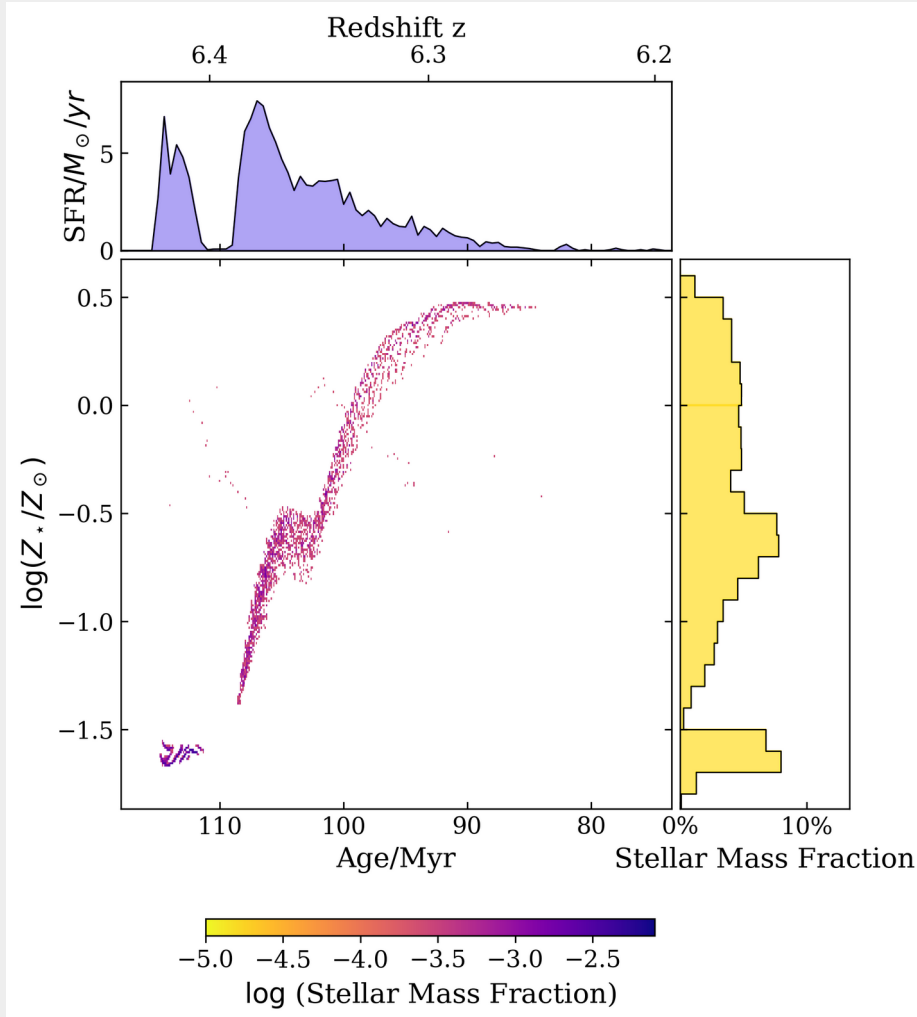 Redshift z
6.4 6.3 6.2
SFR/M⊙/yr
5
0
log(Z⋆/Z⊙)
0.5
0.0
−0.5
−1.0
−1.5
110 100 90 80 0% 10%
Age/Myr Stellar Mass Fraction
−5.0 −4.5 −4.0 −3.5 −3.0 −2.5
log (Stellar Mass Fraction)